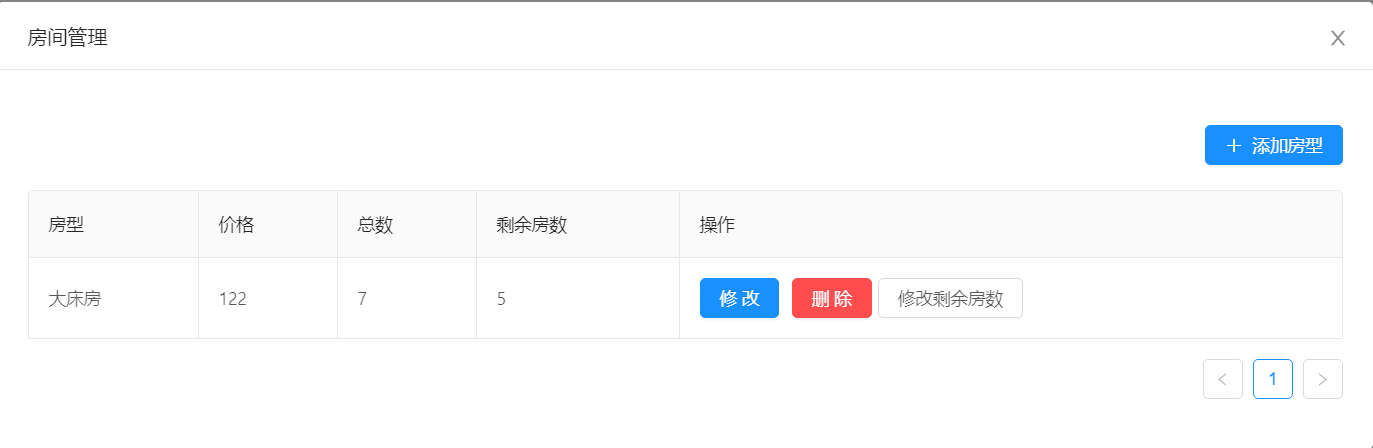 房间管理
添加房型
房型 价格 总数 剩余房数 操作
大床房 122 7 5 修改 删除 修改剩余房数
1